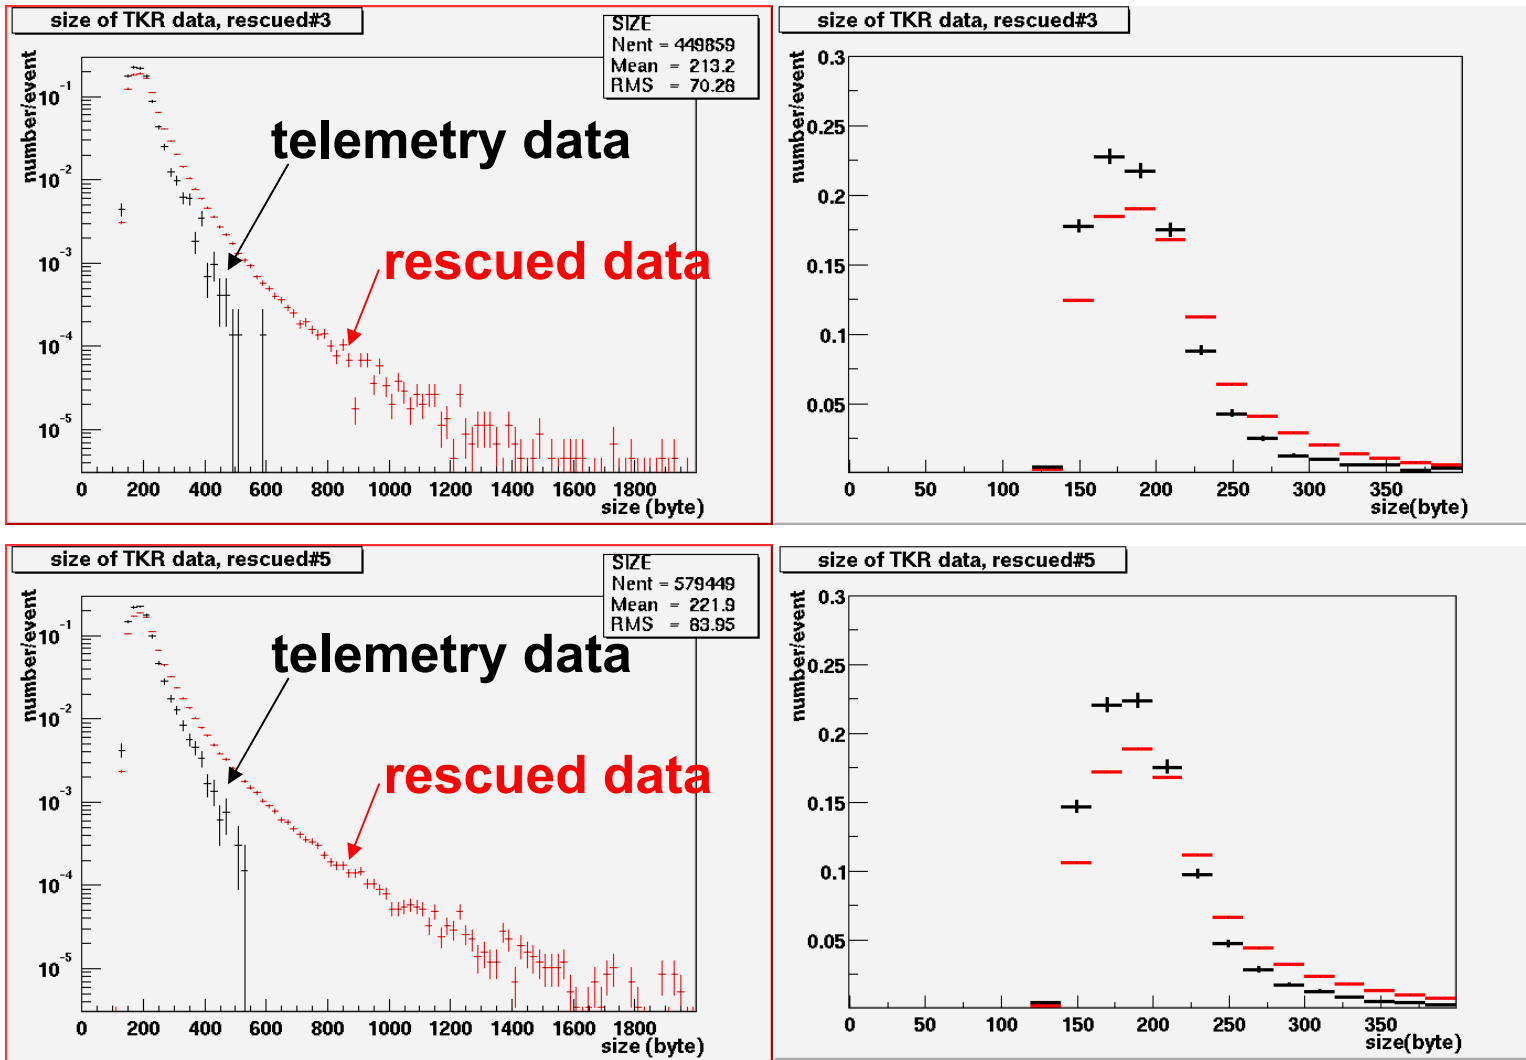 size of TKR data, rescued#3
SIZE
Nent = 449859
Mean = 213.2
RMS = 70.28
number/event
10⁻¹
10⁻²
10⁻³
10⁻⁴
10⁻⁵
telemetry data
rescued data
0 200 400 600 800 1000 1200 1400 1600 1800
size (byte)
size of TKR data, rescued#3
number/event
0.3
0.25
0.2
0.15
0.1
0.05
0 50 100 150 200 250 300 350
size(byte)
size of TKR data, rescued#5
SIZE
Nent = 579449
Mean = 221.9
RMS = 83.95
number/event
10⁻¹
10⁻²
10⁻³
10⁻⁴
10⁻⁵
telemetry data
rescued data
0 200 400 600 800 1000 1200 1400 1600 1800
size (byte)
size of TKR data, rescued#5
number/event
0.3
0.25
0.2
0.15
0.1
0.05
0 50 100 150 200 250 300 350
size(byte)